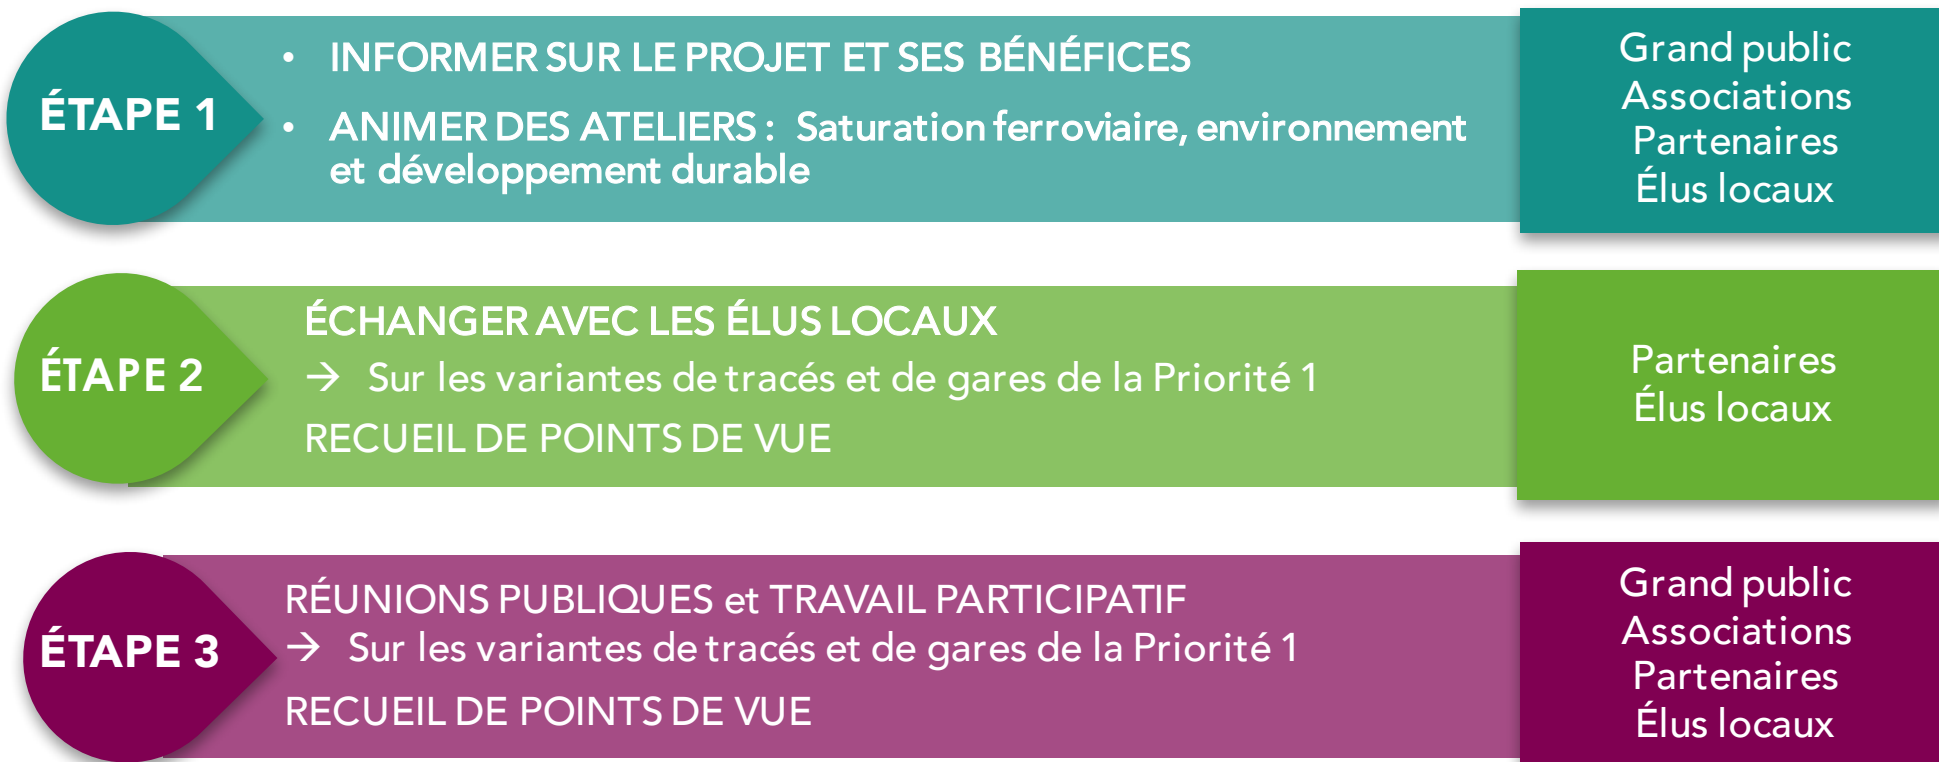 ÉTAPE 1
• INFORMER SUR LE PROJET ET SES BÉNÉFICES
• ANIMER DES ATELIERS : Saturation ferroviaire, environnement
et développement durable
Grand public
Associations
Partenaires
Élus locaux
ÉTAPE 2
ÉCHANGER AVEC LES ÉLUS LOCAUX
→ Sur les variantes de tracés et de gares de la Priorité 1
RECUEIL DE POINTS DE VUE
Partenaires
Élus locaux
ÉTAPE 3
RÉUNIONS PUBLIQUES et TRAVAIL PARTICIPATIF
→ Sur les variantes de tracés et de gares de la Priorité 1
RECUEIL DE POINTS DE VUE
Grand public
Associations
Partenaires
Élus locaux